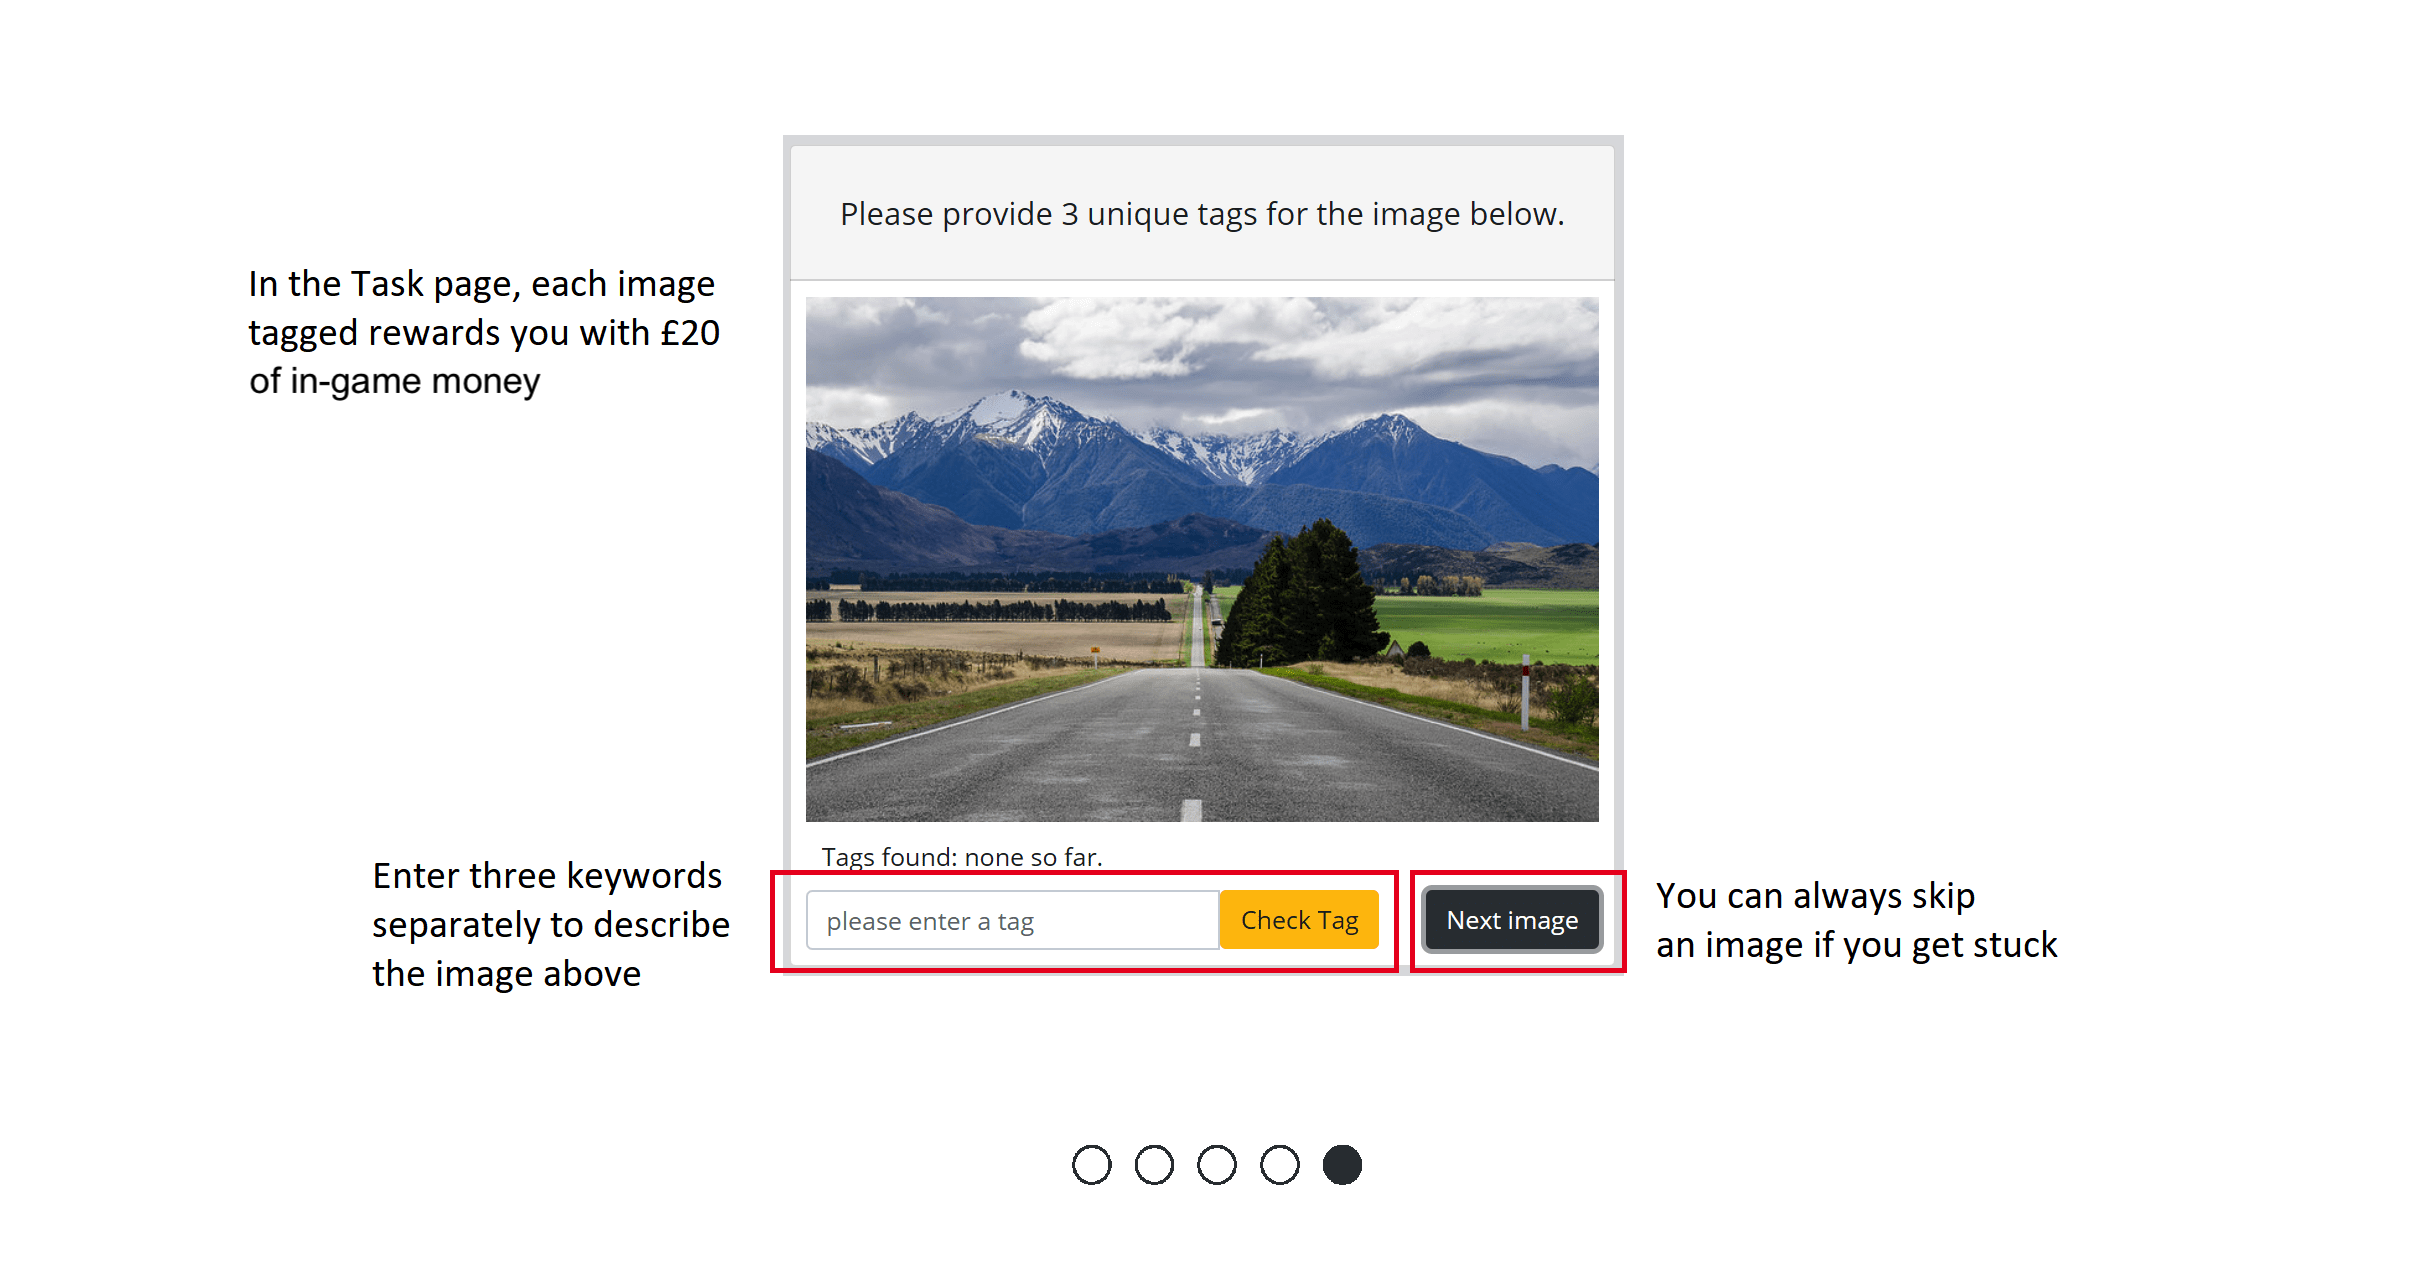 Please provide 3 unique tags for the image below.
In the Task page, each image
tagged rewards you with £20
of in-game money
Tags found: none so far.
Enter three keywords
separately to describe
the image above
please enter a tag
Check Tag
Next image
You can always skip
an image if you get stuck